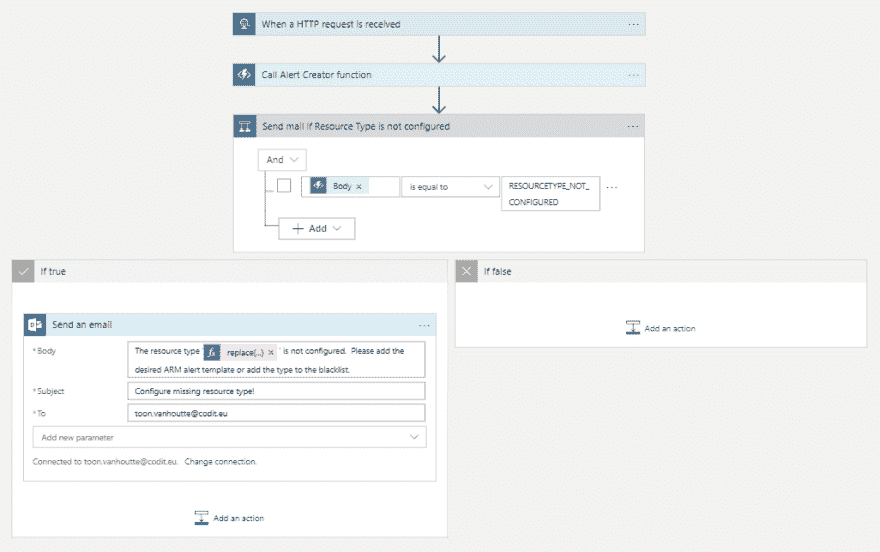 When a HTTP request is received
Call Alert Creator function
Send mail if Resource Type is not configured
And
Body × is equal to RESOURCETYPE_NOT_
CONFIGURED
+ Add
If true
If false
Send an email
Add an action
* Body The resource type fx replace(...) × ' is not configured. Please add the
desired ARM alert template or add the type to the blacklist.
* Subject Configure missing resource type!
* To toon.vanhoutte@codit.eu
Add new parameter
Connected to toon.vanhoutte@codit.eu. Change connection.
Add an action